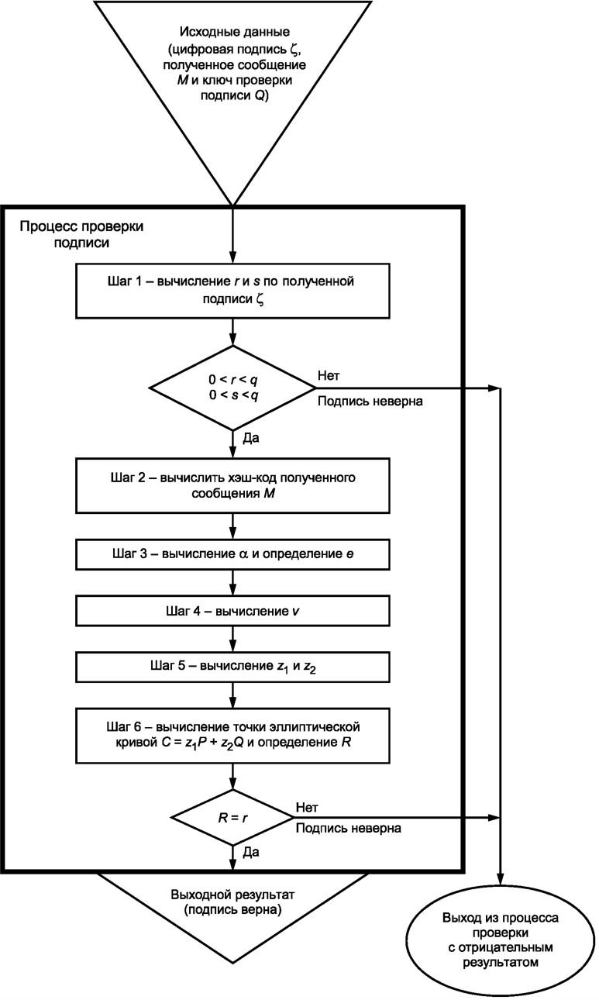 Исходные данные
(цифровая подпись ζ,
полученное сообщение
M и ключ проверки
подписи Q)
Процесс проверки
подписи
Шаг 1 – вычисление r и s по полученной
подписи ζ
0 < r < q
0 < s < q
Нет
Подпись неверна
Да
Шаг 2 – вычислить хэш-код полученного
сообщения M
Шаг 3 – вычисление α и определение e
Шаг 4 – вычисление v
Шаг 5 – вычисление z₁ и z₂
Шаг 6 – вычисление точки эллиптической
кривой C = z₁P + z₂Q и определение R
R = r
Нет
Подпись неверна
Да
Выходной результат
(подпись верна)
Выход из процесса
проверки
с отрицательным
результатом